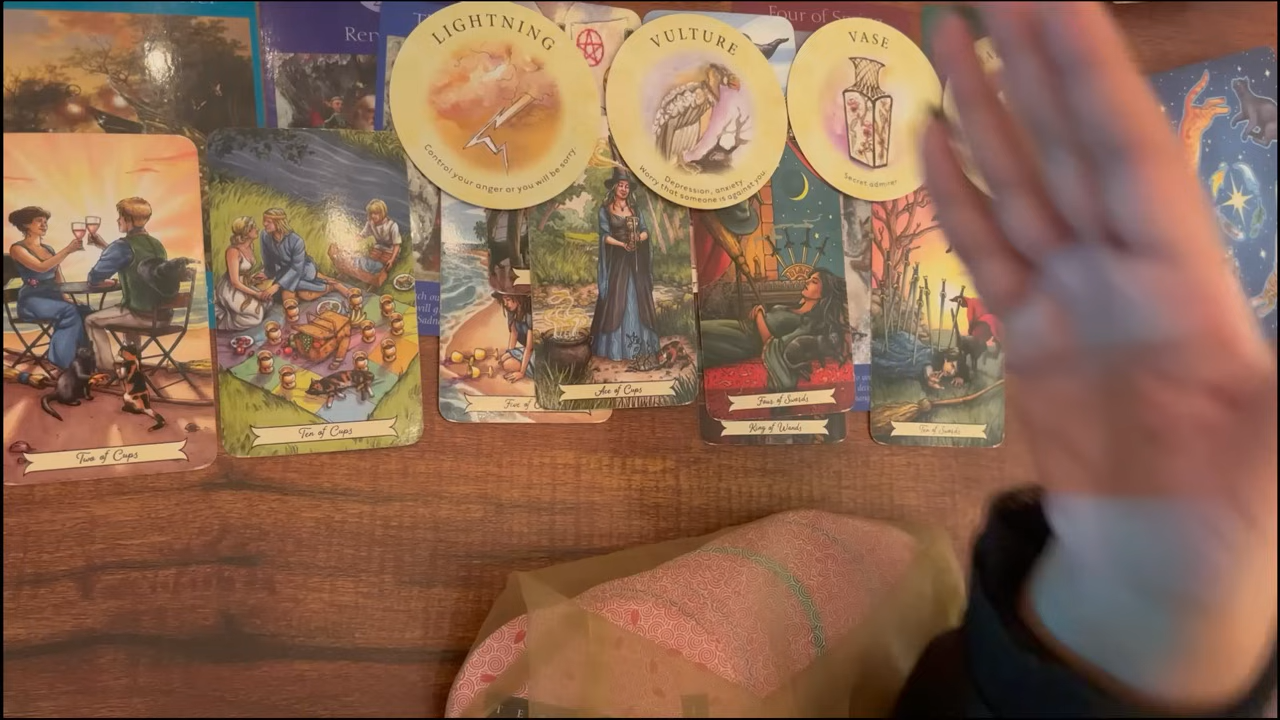 Four of
LIGHTNING
Control your anger or you will be sorry.
VULTURE
Depression, anxiety.
Worry that someone is against you
VASE
Secret admirer
Two of Cups
Ten of Cups
Five of
Ace of Cups
Four of Swords
King of Wands
Ten of Swords